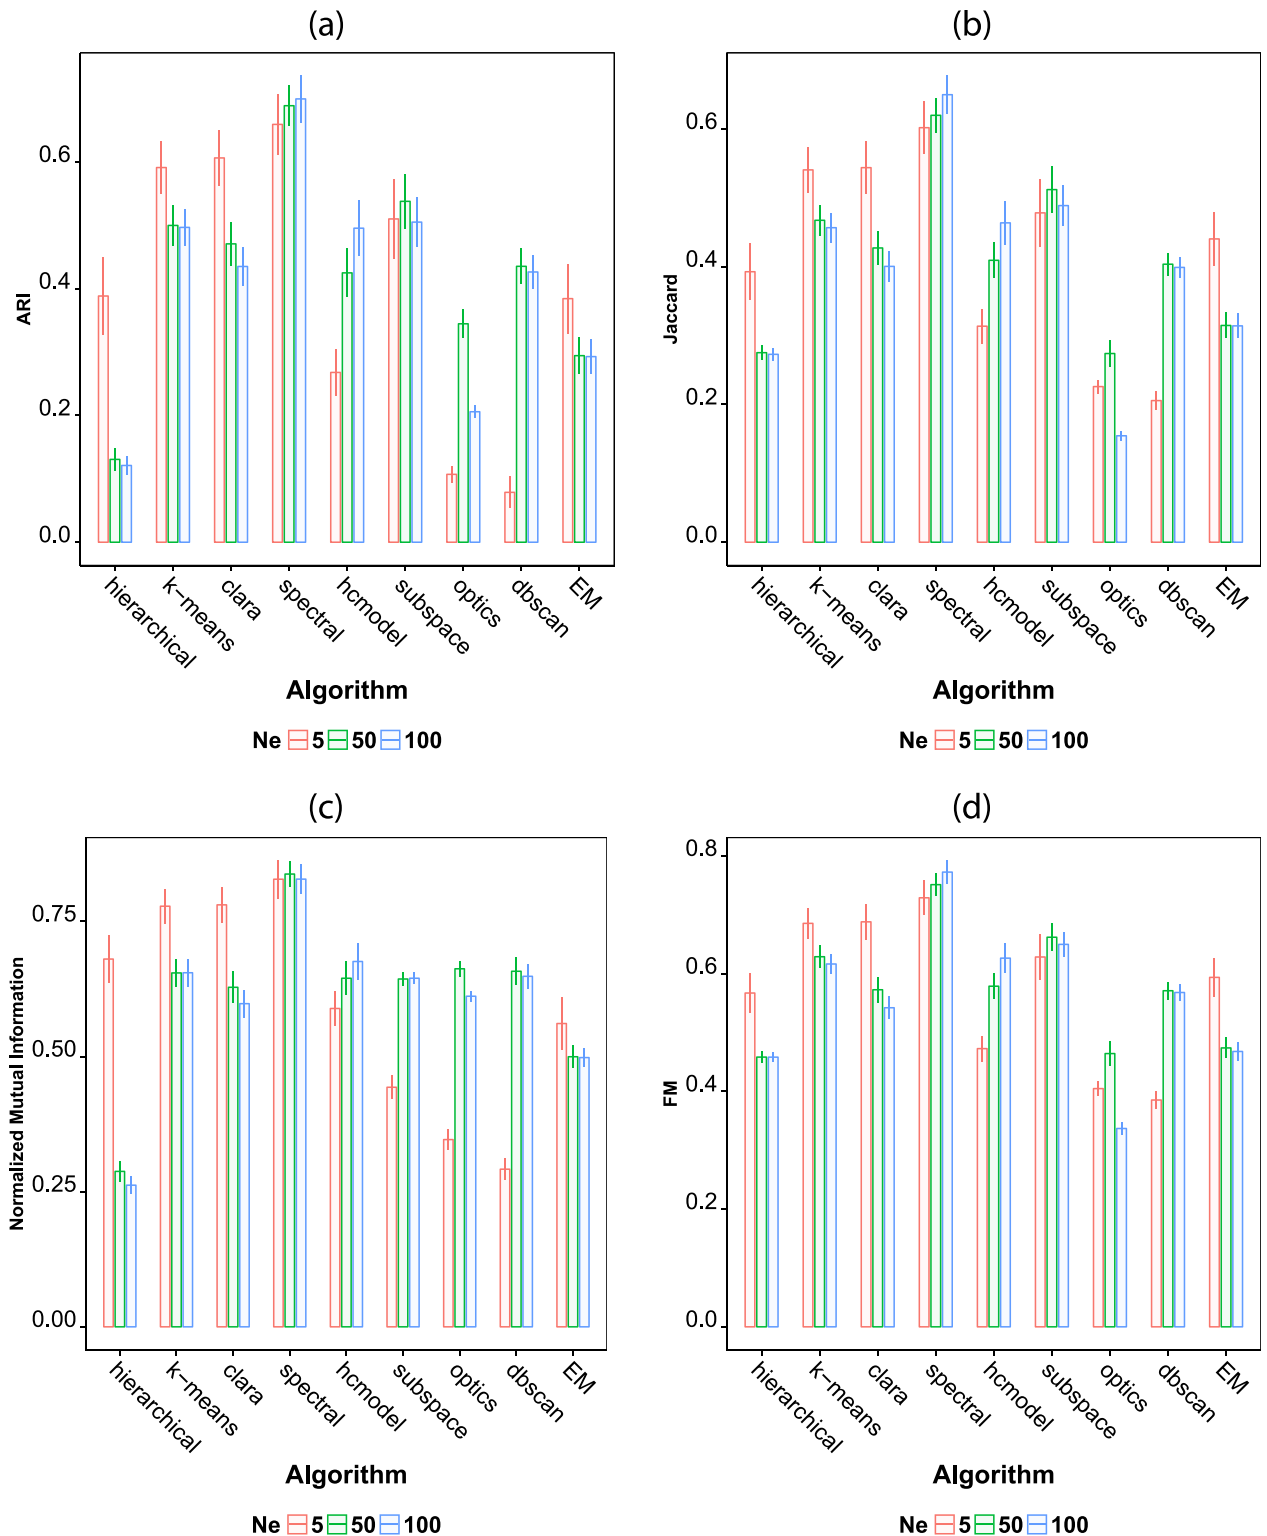 (a)
ARI
0.6
0.4
0.2
0.0
hierarchical
k−means
clara
spectral
hcmodel
subspace
optics
dbscan
EM
Algorithm
Ne 5 50 100
(b)
Jaccard
0.6
0.4
0.2
0.0
hierarchical
k−means
clara
spectral
hcmodel
subspace
optics
dbscan
EM
Algorithm
Ne 5 50 100
(c)
Normalized Mutual Information
0.75
0.50
0.25
0.00
hierarchical
k−means
clara
spectral
hcmodel
subspace
optics
dbscan
EM
Algorithm
Ne 5 50 100
(d)
FM
0.8
0.6
0.4
0.2
0.0
hierarchical
k−means
clara
spectral
hcmodel
subspace
optics
dbscan
EM
Algorithm
Ne 5 50 100